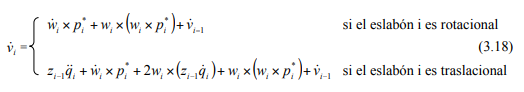 v̇ᵢ = { ẇᵢ × pᵢ* + wᵢ × (wᵢ × pᵢ*) + v̇ᵢ₋₁ si el eslabón i es rotacional
(3.18)
zᵢ₋₁q̈ᵢ + ẇᵢ × pᵢ* + 2wᵢ × (zᵢ₋₁q̇ᵢ) + wᵢ × (wᵢ × pᵢ*) + v̇ᵢ₋₁ si el eslabón i es traslacional